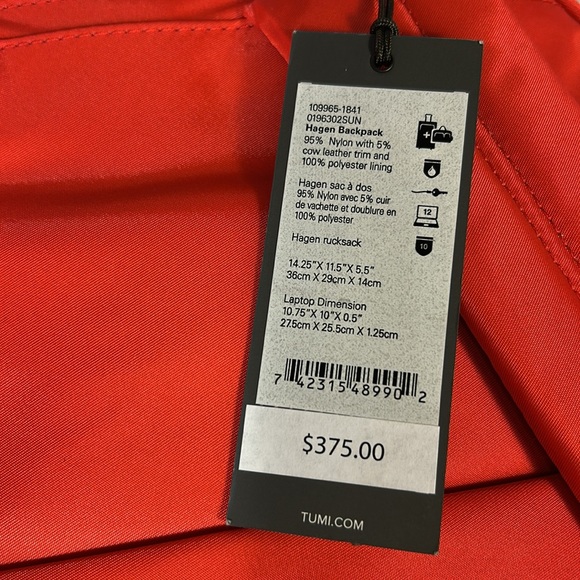 109965-1841
0196302SUN
Hagen Backpack
95% Nylon with 5%
cow leather trim and
100% polyester lining
Hagen sac à dos
95% Nylon avec 5% cuir
de vachette et doublure en
100% polyester
Hagen rucksack
14.25"X 11.5"X 5.5"
36cm X 29cm X 14cm
Laptop Dimension
10.75"X 10"X 0.5"
27.5cm X 25.5cm X 1.25cm
12
10
7 42315 48990 2
$375.00
TUMI.COM